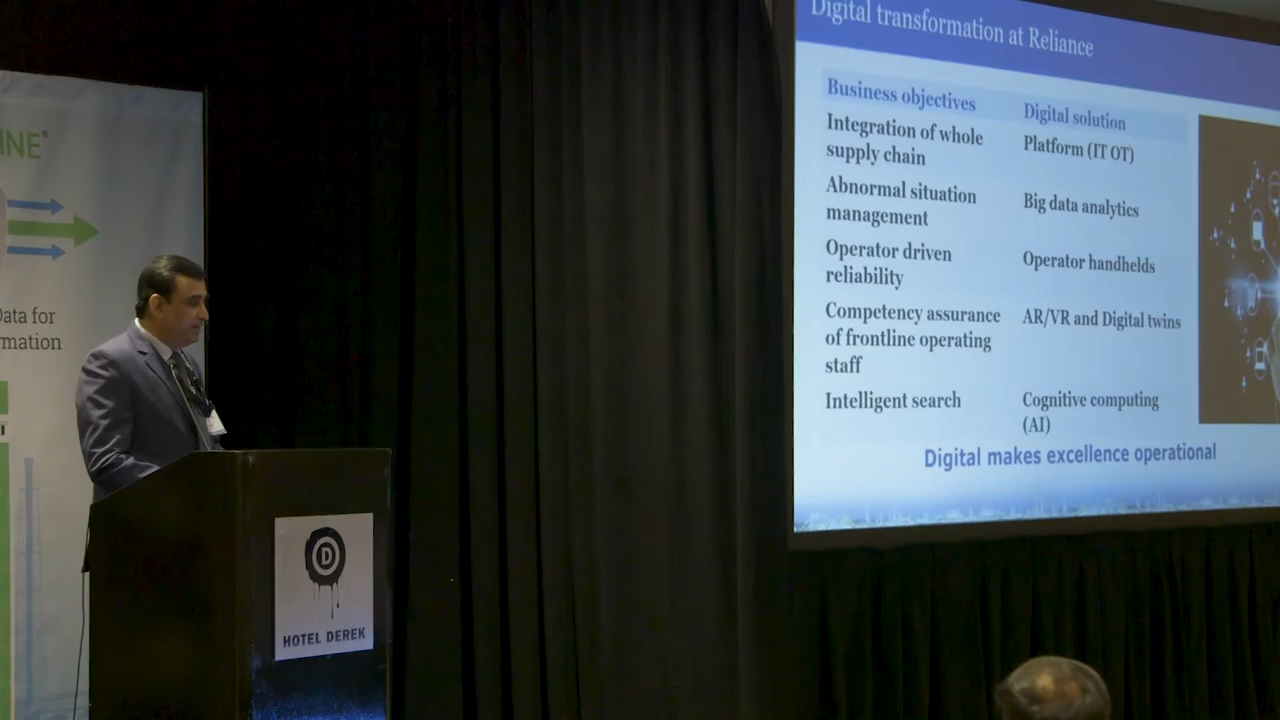 INE
Data for
rmation
D
HOTEL DEREK
Digital transformation at Reliance
Business objectives
Digital solution
Integration of whole
supply chain
Platform (IT OT)
Abnormal situation
management
Big data analytics
Operator driven
reliability
Operator handhelds
Competency assurance
of frontline operating
staff
AR/VR and Digital twins
Intelligent search
Cognitive computing
(AI)
Digital makes excellence operational